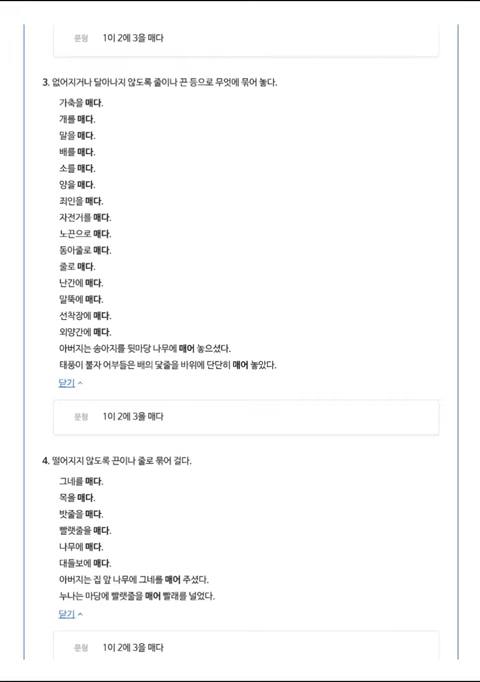 문형 1이 2에 3을 매다
3. 없어지거나 달아나지 않도록 줄이나 끈 등으로 무엇에 묶어 놓다.
가축을 매다.
개를 매다.
말을 매다.
배를 매다.
소를 매다.
양을 매다.
죄인을 매다.
자전거를 매다.
노끈으로 매다.
동아줄로 매다.
줄로 매다.
난간에 매다.
말뚝에 매다.
선착장에 매다.
외양간에 매다.
아버지는 송아지를 뒷마당 나무에 매어 놓으셨다.
태풍이 불자 어부들은 배의 닻줄을 바위에 단단히 매어 놓았다.
닫기
문형 1이 2에 3을 매다
4. 떨어지지 않도록 끈이나 줄로 묶어 걸다.
그네를 매다.
목을 매다.
밧줄을 매다.
빨랫줄을 매다.
나무에 매다.
대들보에 매다.
아버지는 집 앞 나무에 그네를 매어 주셨다.
누나는 마당에 빨랫줄을 매어 빨래를 널었다.
닫기
문형 1이 2에 3을 매다